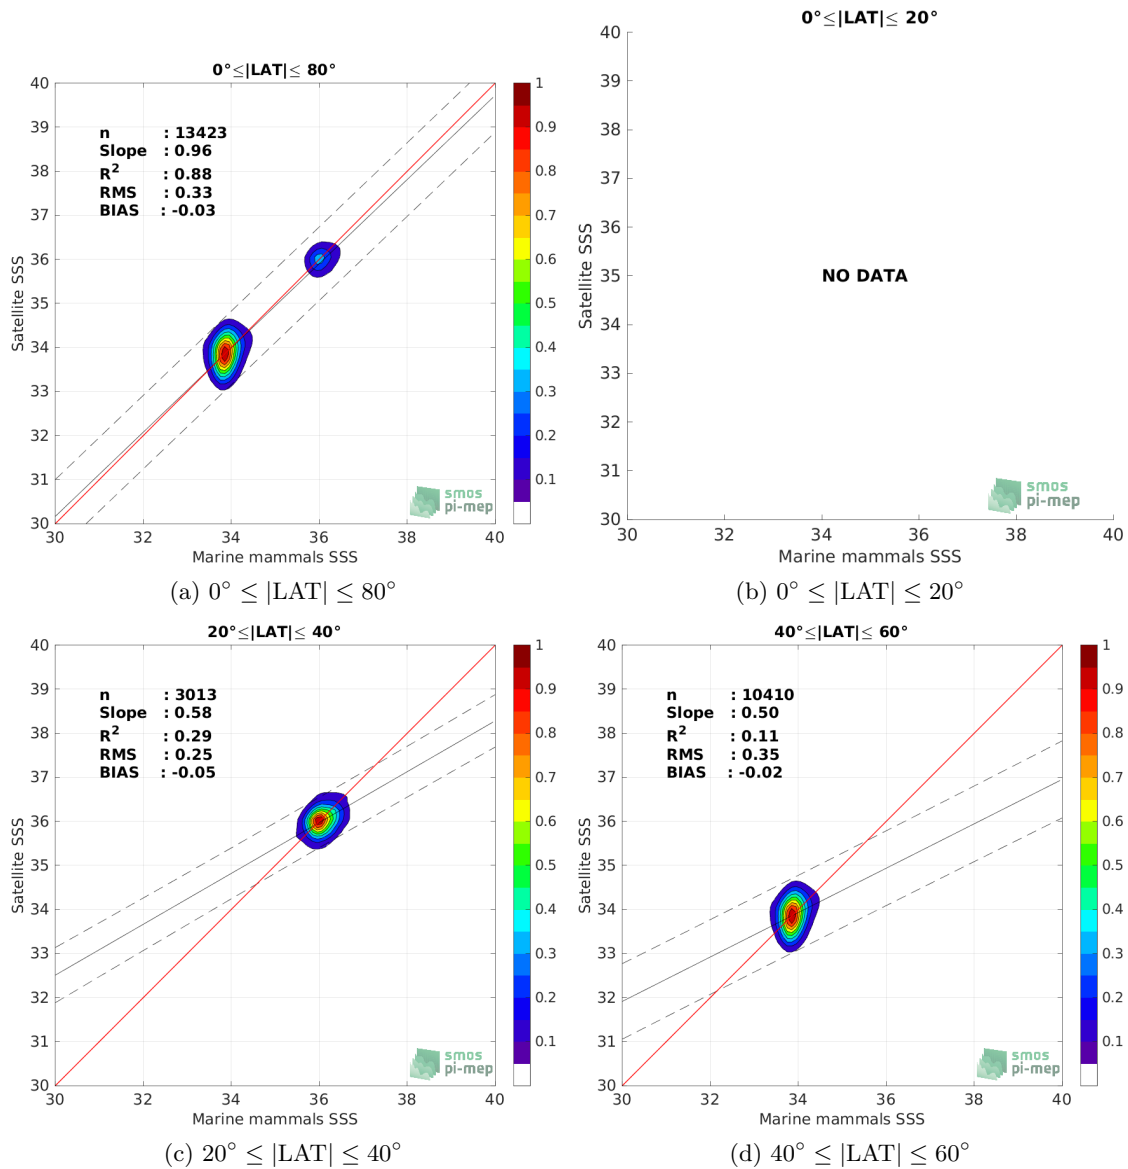 0°≤|LAT|≤ 80°
40
39
38
37
36
35
34
33
32
31
30
Satellite SSS
n : 13423
Slope : 0.96
R² : 0.88
RMS : 0.33
BIAS : -0.03
smos
pi-mep
30 32 34 36 38 40
Marine mammals SSS
1
0.9
0.8
0.7
0.6
0.5
0.4
0.3
0.2
0.1
(a) 0° ≤ |LAT| ≤ 80°
0°≤|LAT|≤ 20°
40
39
38
37
36
35
34
33
32
31
30
Satellite SSS
NO DATA
smos
pi-mep
30 32 34 36 38 40
Marine mammals SSS
(b) 0° ≤ |LAT| ≤ 20°
20°≤|LAT|≤ 40°
40
39
38
37
36
35
34
33
32
31
30
Satellite SSS
n : 3013
Slope : 0.58
R² : 0.29
RMS : 0.25
BIAS : -0.05
smos
pi-mep
30 32 34 36 38 40
Marine mammals SSS
1
0.9
0.8
0.7
0.6
0.5
0.4
0.3
0.2
0.1
(c) 20° ≤ |LAT| ≤ 40°
40°≤|LAT|≤ 60°
40
39
38
37
36
35
34
33
32
31
30
Satellite SSS
n : 10410
Slope : 0.50
R² : 0.11
RMS : 0.35
BIAS : -0.02
smos
pi-mep
30 32 34 36 38 40
Marine mammals SSS
1
0.9
0.8
0.7
0.6
0.5
0.4
0.3
0.2
0.1
(d) 40° ≤ |LAT| ≤ 60°